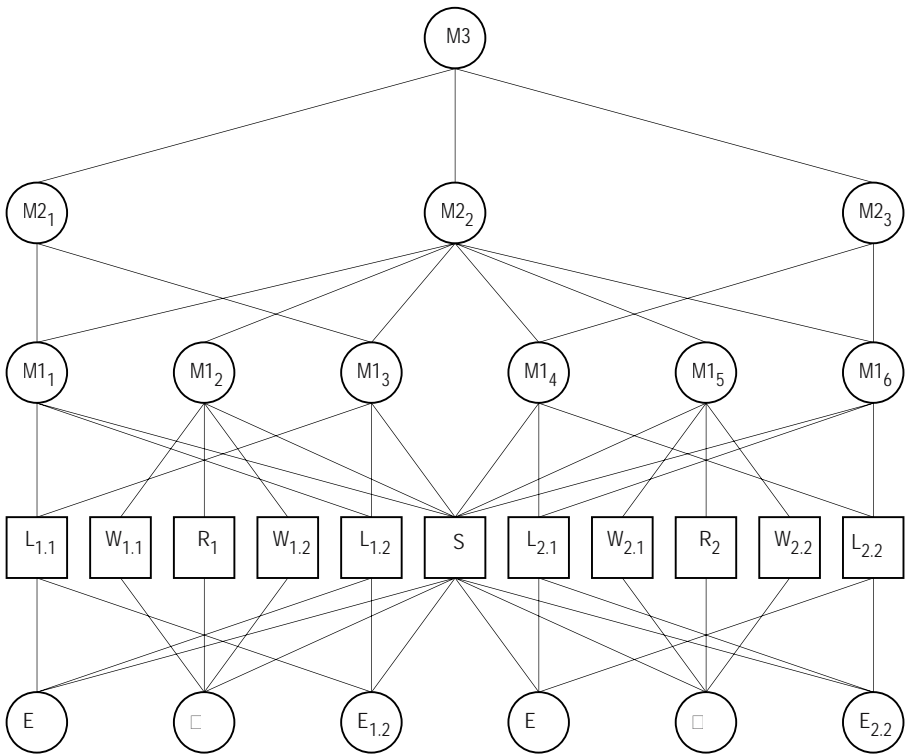 M3
M2₁ M2₂ M2₃
M1₁ M1₂ M1₃ M1₄ M1₅ M1₆
L₁.₁ W₁.₁ R₁ W₁.₂ L₁.₂ S L₂.₁ W₂.₁ R₂ W₂.₂ L₂.₂
E E₁.₂ E E₂.₂